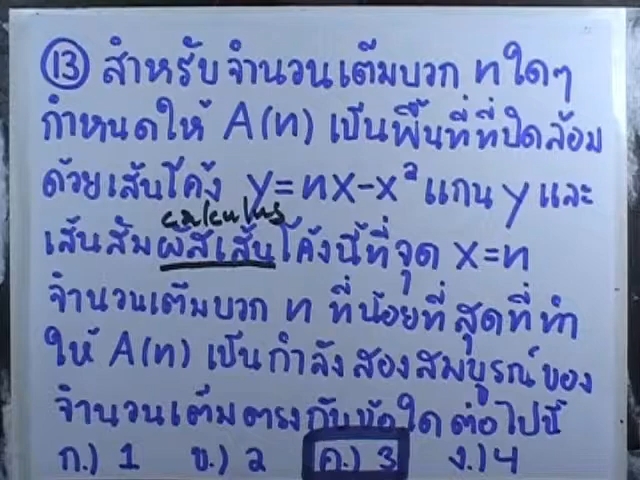 13 สำหรับจำนวนเต็มบวก n ใดๆ
กำหนดให้ A(n) เป็นพื้นที่ที่ปิดล้อม
ด้วยเส้นโค้ง y=nx-x² แกน y และ
calculus
เส้นสัมผัสเส้นโค้งนี้ที่จุด x=n
จำนวนเต็มบวก n ที่น้อยที่สุดที่ทำ
ให้ A(n) เป็นกำลังสองสมบูรณ์ของ
จำนวนเต็มตรงกับข้อใดต่อไปนี้
ก.) 1 ข.) 2 ค.) 3 ง.) 4